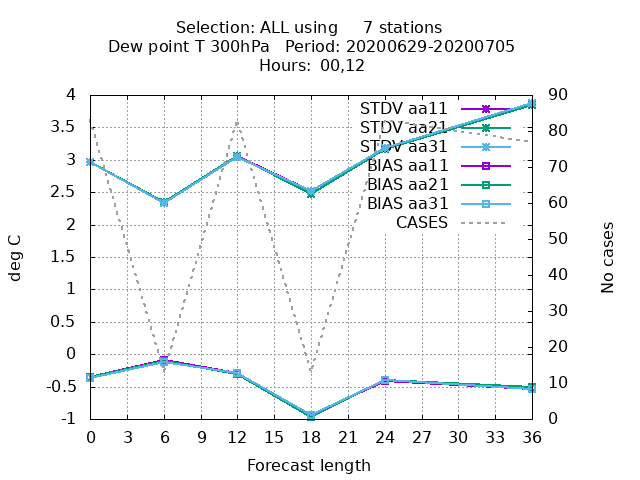 Selection: ALL using     7 stations
Dew point T 300hPa   Period: 20200629-20200705
Hours: 00,12
4
3.5
3
2.5
2
1.5
1
0.5
0
-0.5
-1
deg C
STDV aa11
STDV aa21
STDV aa31
BIAS aa11
BIAS aa21
BIAS aa31
CASES
90
80
70
60
50
40
30
20
10
0
No cases
0 3 6 9 12 15 18 21 24 27 30 33 36
Forecast length